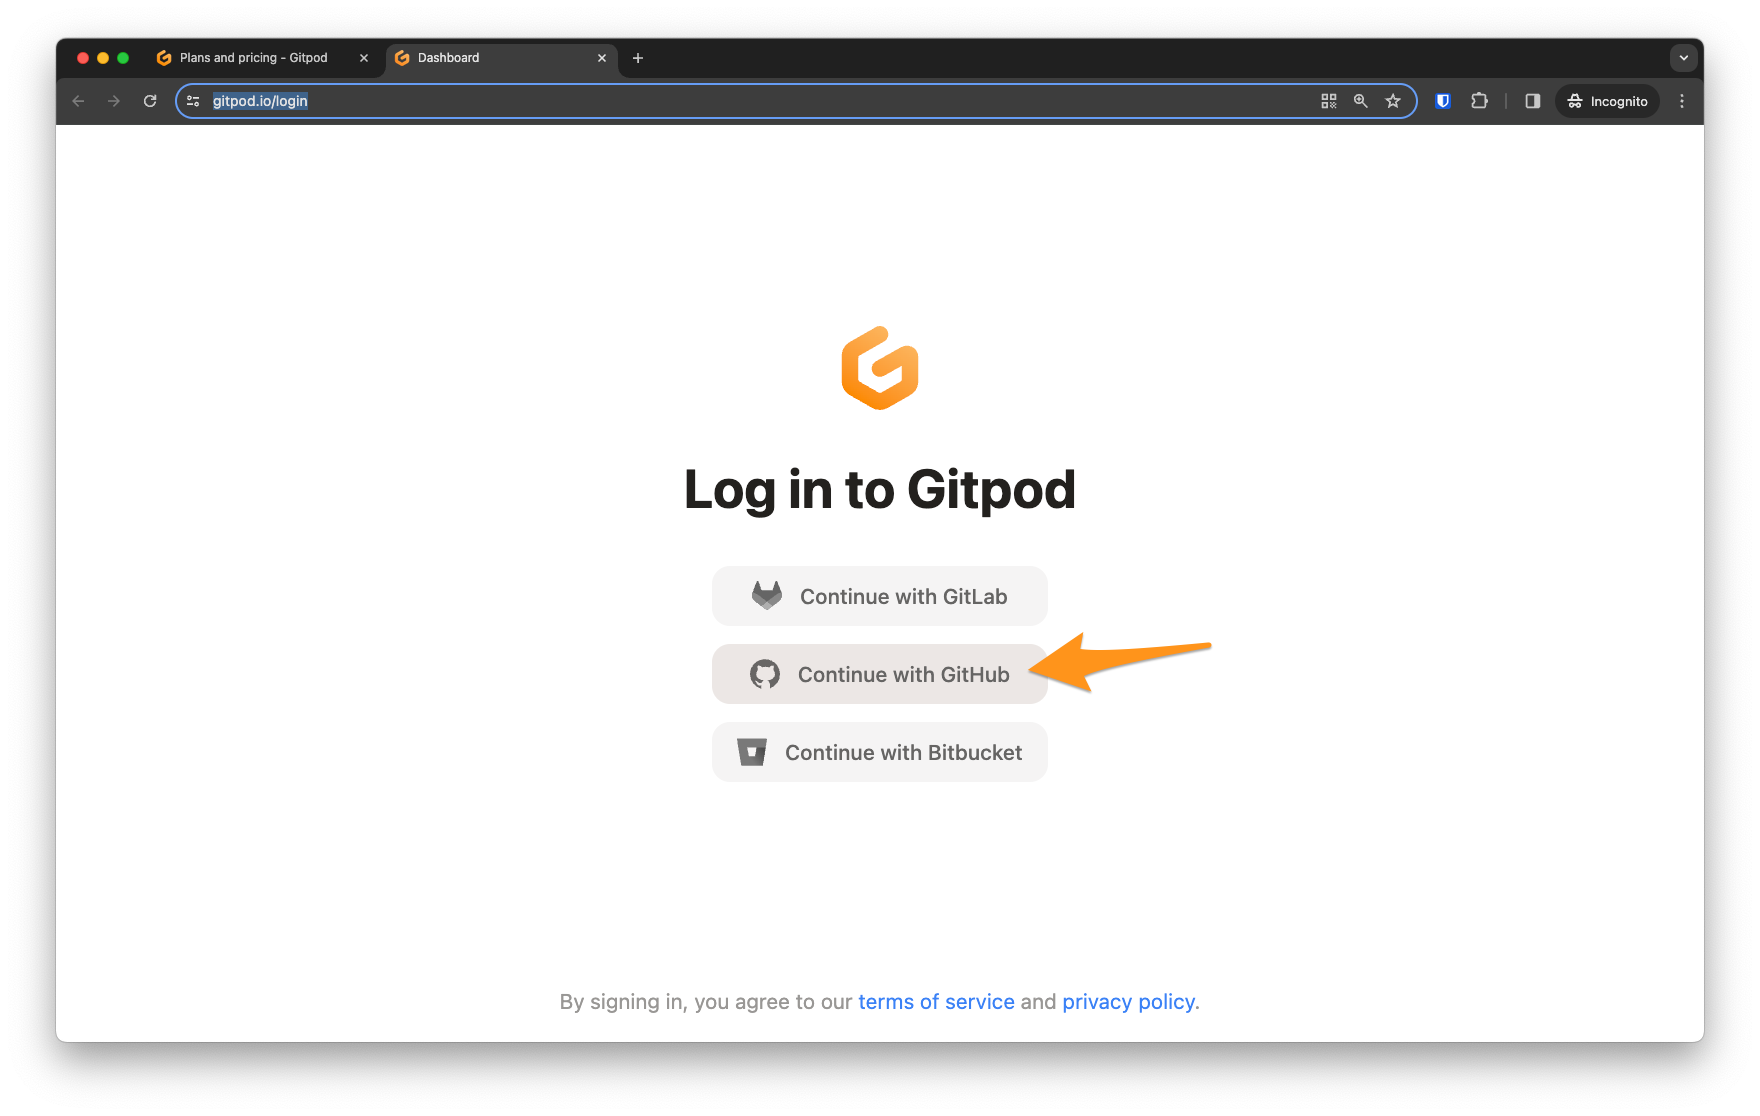 Plans and pricing - Gitpod
Dashboard
gitpod.io/login
Incognito
Log in to Gitpod
Continue with GitLab
Continue with GitHub
Continue with Bitbucket
By signing in, you agree to our terms of service and privacy policy.